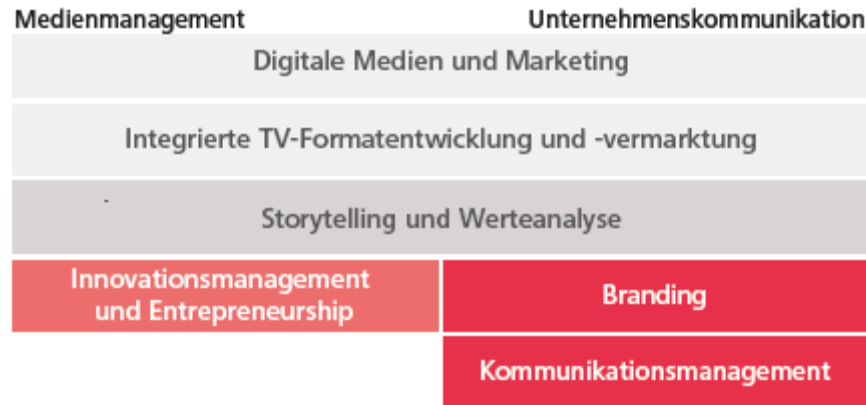 Medienmanagement
Unternehmenskommunikation
Digitale Medien und Marketing
Integrierte TV-Formatentwicklung und -vermarktung
Storytelling und Werteanalyse
Innovationsmanagement
und Entrepreneurship
Branding
Kommunikationsmanagement